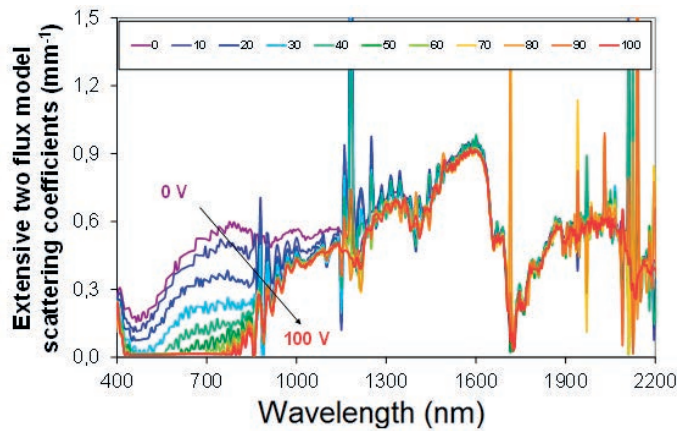 Extensive two flux model
scattering coefficients (mm⁻¹)
1,5
1,2
0,9
0,6
0,3
0,0
0 10 20 30 40 50 60 70 80 90 100
0 V
100 V
400 700 1000 1300 1600 1900 2200
Wavelength (nm)